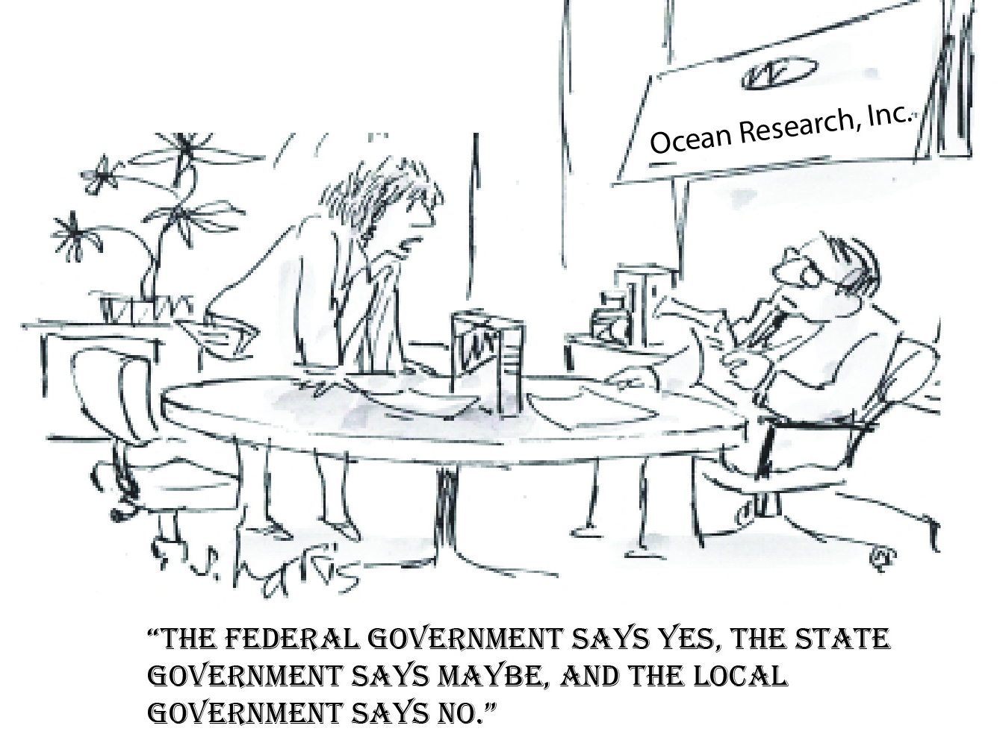 Ocean Research, Inc.
S. harris
“THE FEDERAL GOVERNMENT SAYS YES, THE STATE
GOVERNMENT SAYS MAYBE, AND THE LOCAL
GOVERNMENT SAYS NO.”